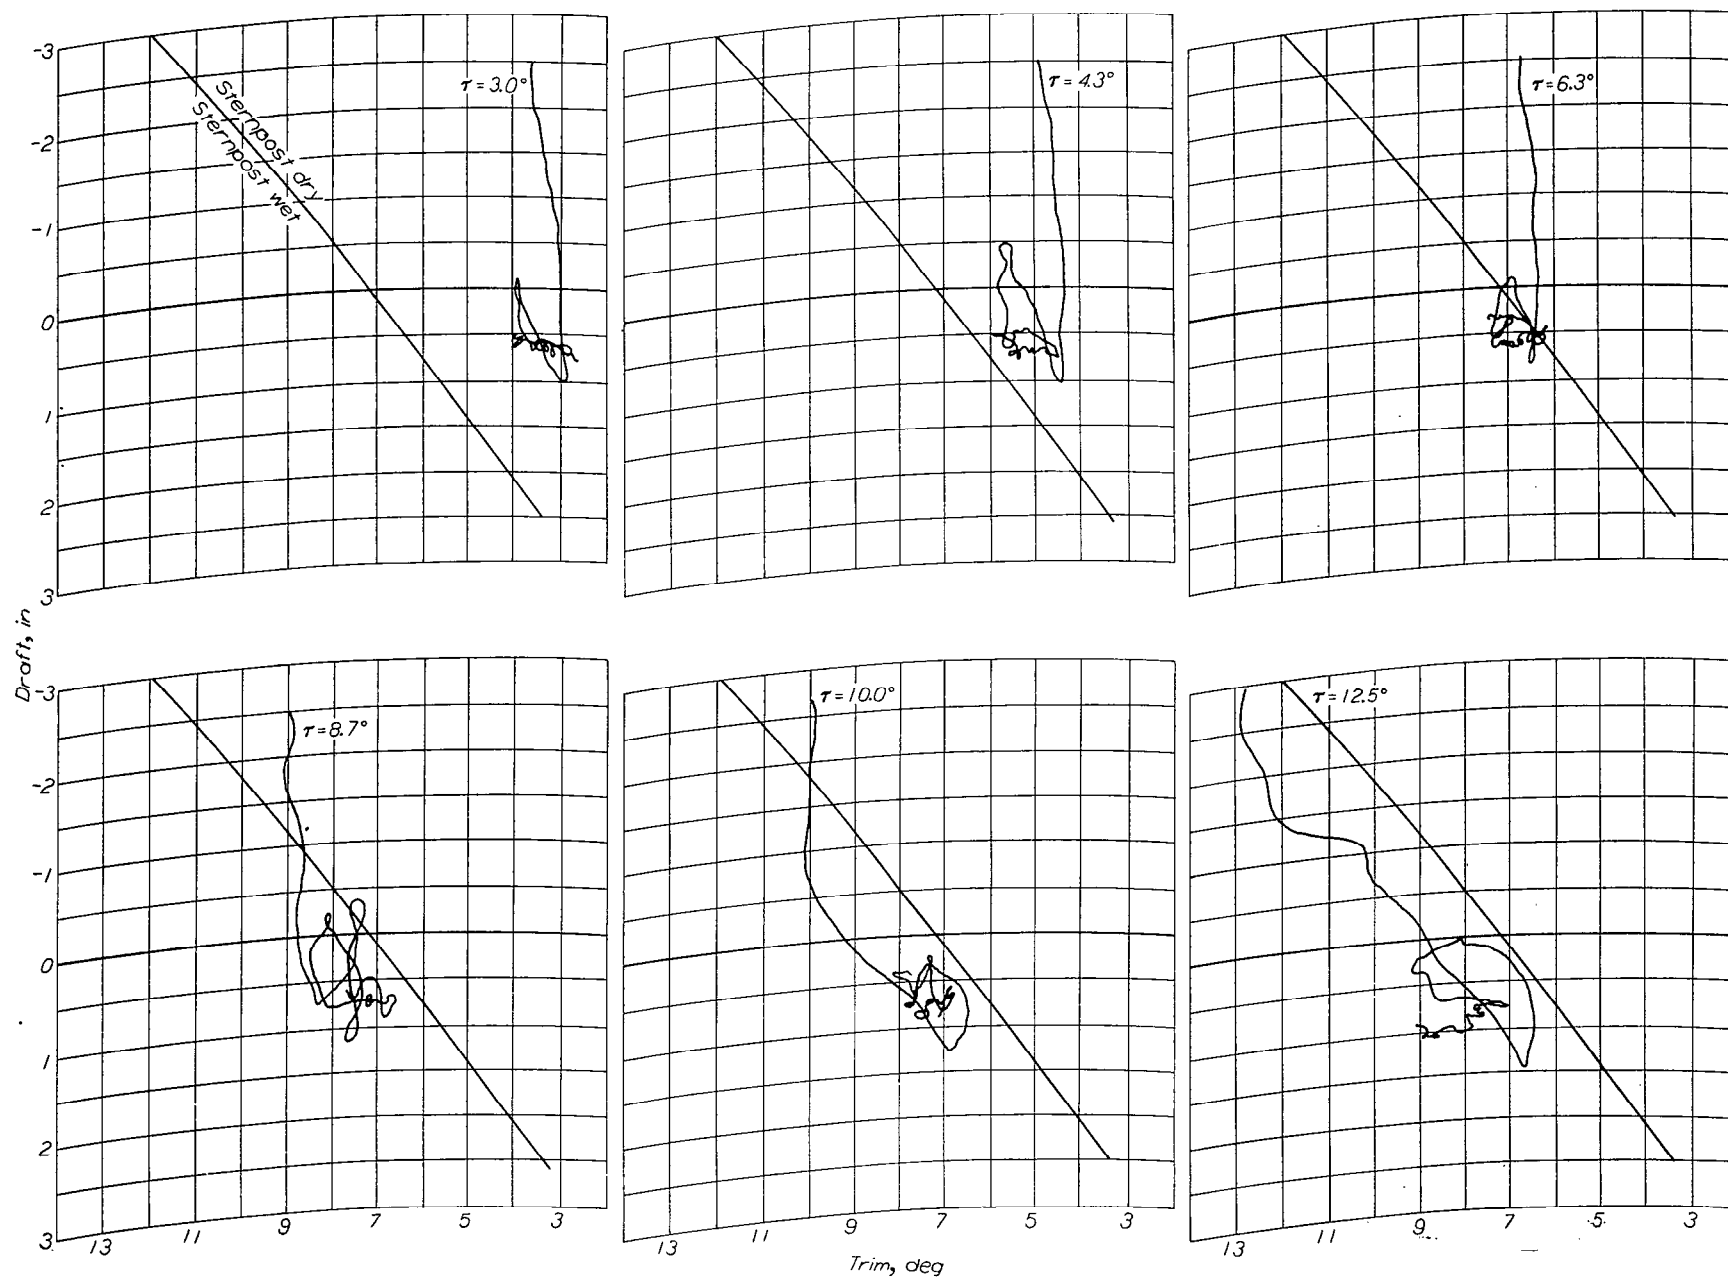 τ = 3.0°
τ = 4.3°
τ = 6.3°
Sternpost dry
Sternpost wet
-3
-2
-1
0
1
2
3
Draft, in
τ = 8.7°
τ = 10.0°
τ = 12.5°
-3
-2
-1
0
1
2
3
13 11 9 7 5 3
13 11 9 7 5 3
13 11 9 7 5 3
Trim, deg